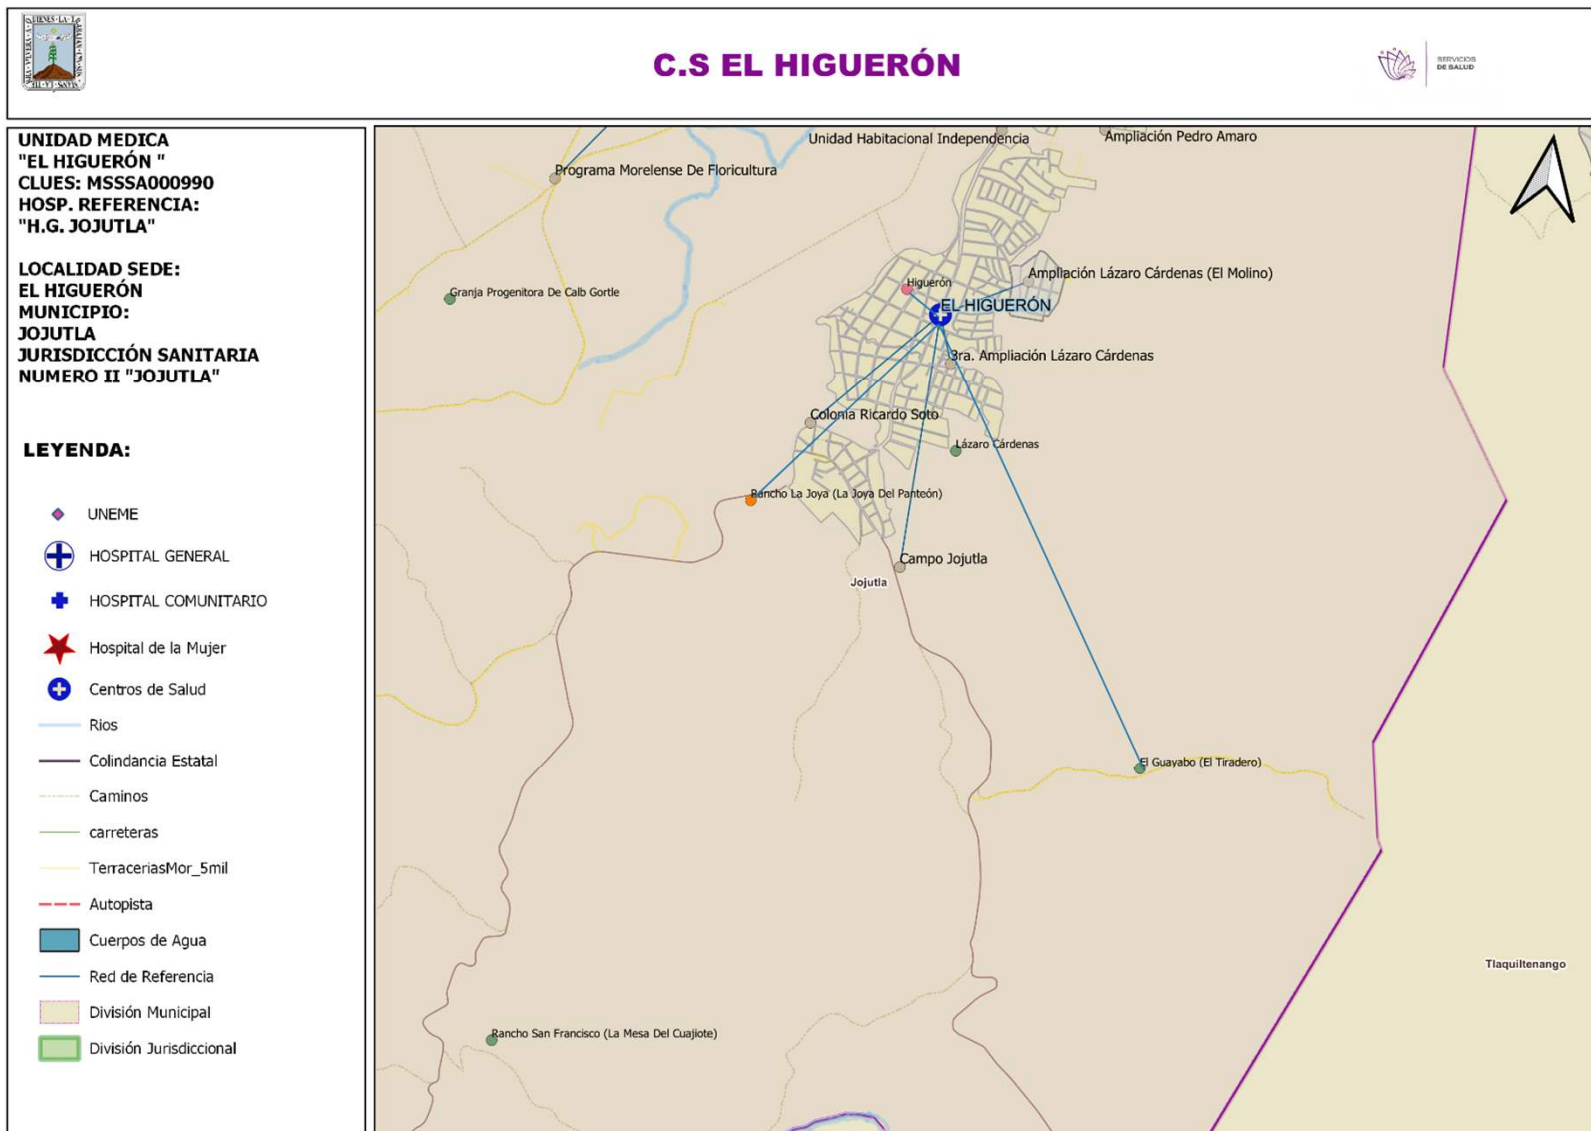 C.S EL HIGUERÓN
SERVICIOS
DE SALUD
UNIDAD MEDICA
"EL HIGUERÓN "
CLUES: MSSSA000990
HOSP. REFERENCIA:
"H.G. JOJUTLA"
LOCALIDAD SEDE:
EL HIGUERÓN
MUNICIPIO:
JOJUTLA
JURISDICCIÓN SANITARIA
NUMERO II "JOJUTLA"
LEYENDA:
UNEME
HOSPITAL GENERAL
HOSPITAL COMUNITARIO
Hospital de la Mujer
Centros de Salud
Rios
Colindancia Estatal
Caminos
carreteras
TerraceriasMor_5mil
Autopista
Cuerpos de Agua
Red de Referencia
División Municipal
División Jurisdiccional
Unidad Habitacional Independencia
Ampliación Pedro Amaro
Programa Morelense De Floricultura
Ampliación Lázaro Cárdenas (El Molino)
Higuerón
Granja Progenitora De Calb Gortle
EL HIGUERÓN
3ra. Ampliación Lázaro Cárdenas
Colonia Ricardo Soto
Lázaro Cárdenas
Rancho La Joya (La Joya Del Panteón)
Campo Jojutla
Jojutla
El Guayabo (El Tiradero)
Tlaquiltenango
Rancho San Francisco (La Mesa Del Cuajiote)